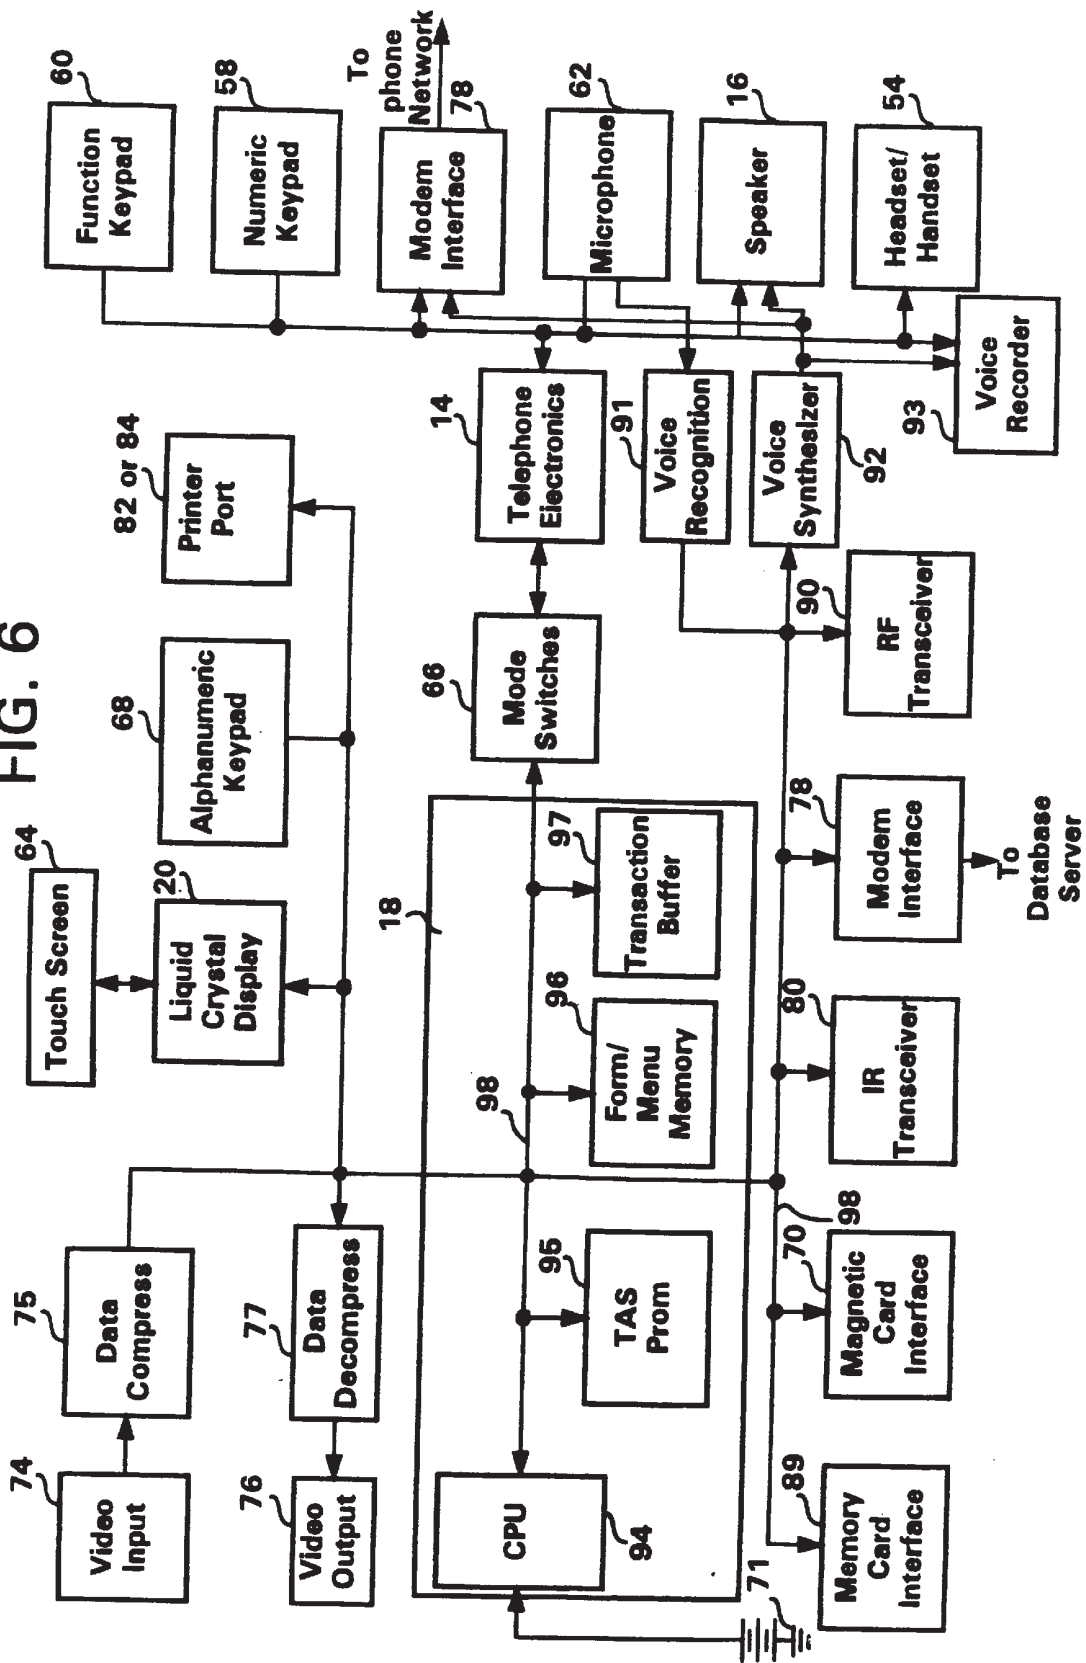 FIG. 6
74
Video
Input
75
Data
Compress
64
Touch Screen
20
Liquid
Crystal
Display
68
Alphanumeric
Keypad
82 or 84
Printer
Port
60
Function
Keypad
58
Numeric
Keypad
To
phone
Network
78
Modem
Interface
76
Video
Output
77
Data
Decompress
18
98
66
Mode
Switches
14
Telephone
Electronics
62
Microphone
CPU
94
95
TAS
Prom
96
Form/
Menu
Memory
97
Transaction
Buffer
91
Voice
Recognition
16
Speaker
Voice
Synthesizer
92
54
Headset/
Handset
93
Voice
Recorder
71
89
Memory
Card
Interface
70
Magnetic
Card
Interface
98
80
IR
Transceiver
78
Modem
Interface
To
Database
Server
90
RF
Transceiver